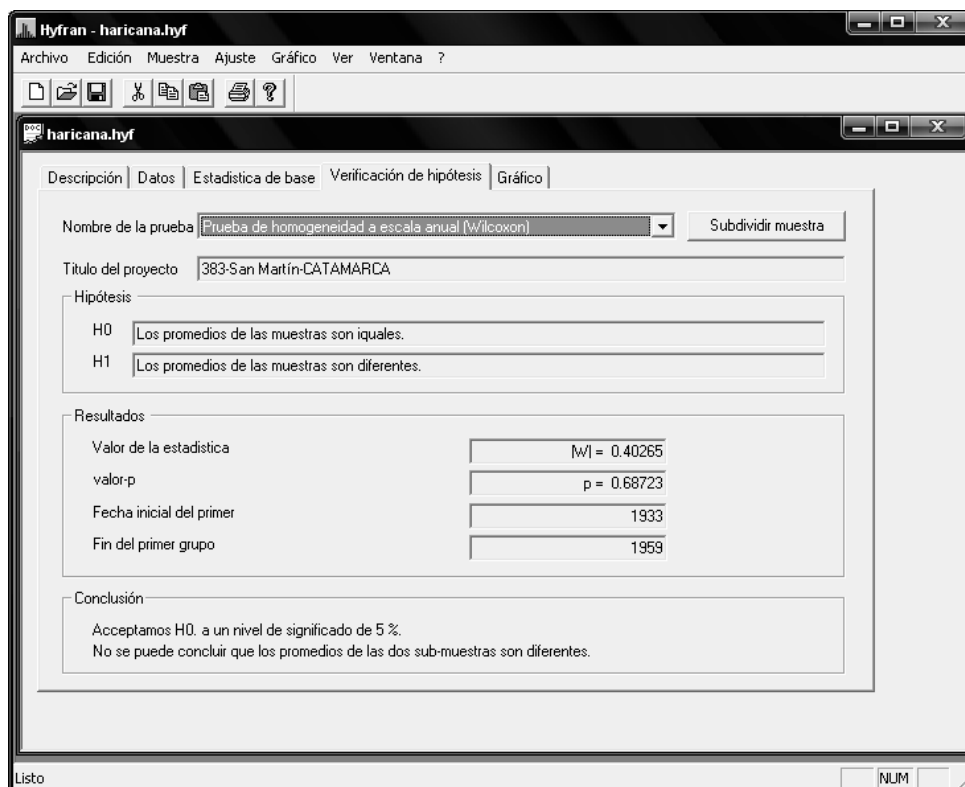 Hyfran - haricana.hyf
Archivo Edición Muestra Ajuste Gráfico Ver Ventana ?
DOC haricana.hyf
Descripción Datos Estadistica de base Verificación de hipótesis Gráfico
Nombre de la prueba Prueba de homogeneidad a escala anual (Wilcoxon) Subdividir muestra
Titulo del proyecto 383-San Martín-CATAMARCA
Hipótesis
H0 Los promedios de las muestras son iquales.
H1 Los promedios de las muestras son diferentes.
Resultados
Valor de la estadistica |W| = 0.40265
valor-p p = 0.68723
Fecha inicial del primer 1933
Fin del primer grupo 1959
Conclusión
Acceptamos H0. a un nivel de significado de 5 %.
No se puede concluir que los promedios de las dos sub-muestras son diferentes.
Listo NUM